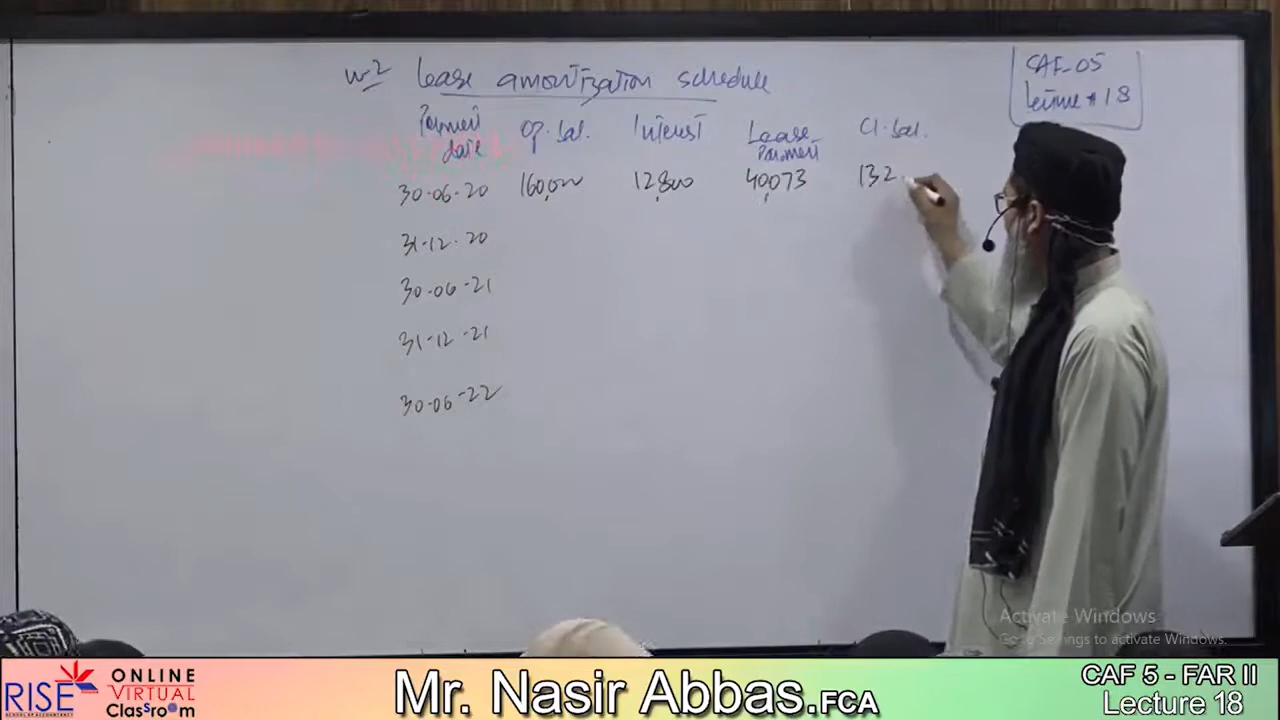 w2 Lease amortization schedule
CAF-05
Lecture # 18
Payment date Op. bal. Interest Lease Payment Cl. bal.
30-06-20 160,000 12,800 40,073 132
31-12-20
30-06-21
31-12-21
30-06-22
Activate Windows
Go to Settings to activate Windows.
RISE
SCHOOL OF ACCOUNTANCY
ONLINE
VIRTUAL
Classroom
Mr. Nasir Abbas.FCA
CAF 5 - FAR II
Lecture 18